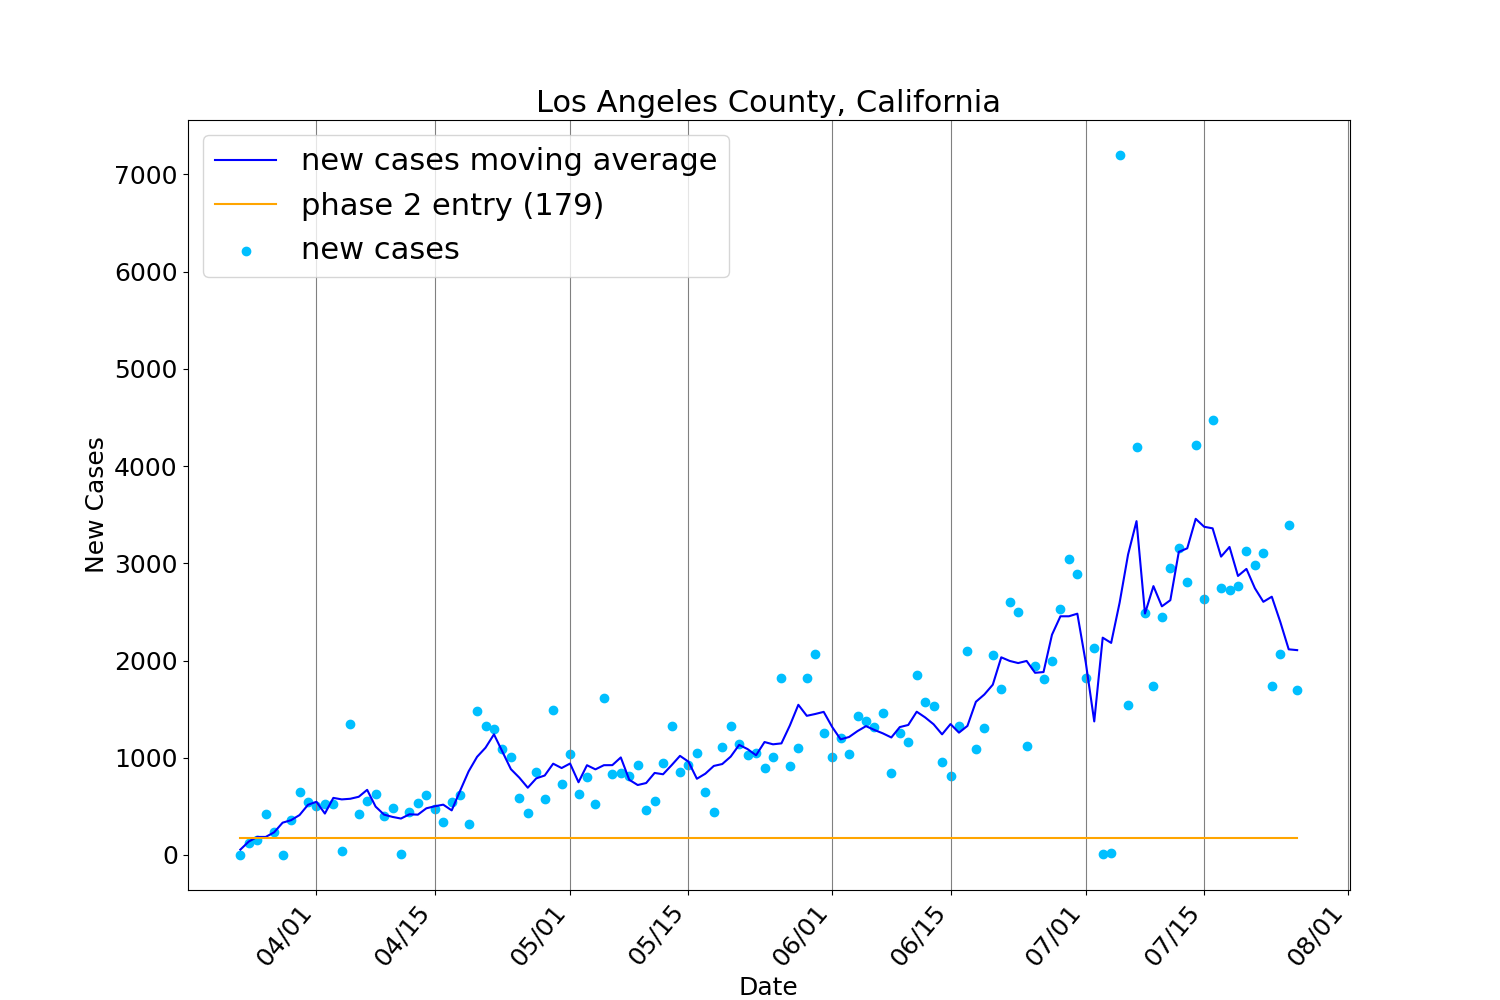 Los Angeles County, California
new cases moving average
phase 2 entry (179)
new cases
7000
6000
5000
4000
3000
2000
1000
0
New Cases
04/01
04/15
05/01
05/15
06/01
06/15
07/01
07/15
08/01
Date